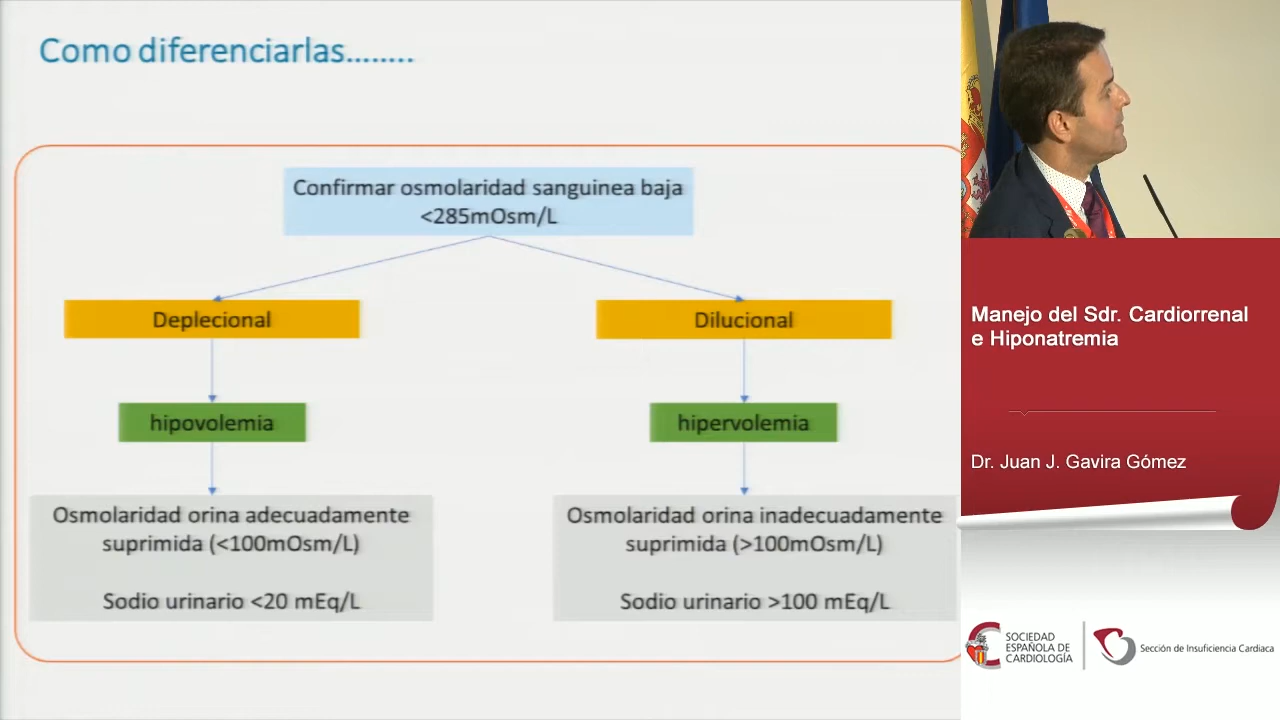 Como diferenciarlas........
Confirmar osmolaridad sanguinea baja
<285mOsm/L
Deplecional
Dilucional
hipovolemia
hipervolemia
Osmolaridad orina adecuadamente
suprimida (<100mOsm/L)
Sodio urinario <20 mEq/L
Osmolaridad orina inadecuadamente
suprimida (>100mOsm/L)
Sodio urinario >100 mEq/L
Manejo del Sdr. Cardiorrenal
e Hiponatremia
Dr. Juan J. Gavira Gómez
SOCIEDAD
ESPAÑOLA DE
CARDIOLOGÍA
Sección de Insuficiencia Cardiaca